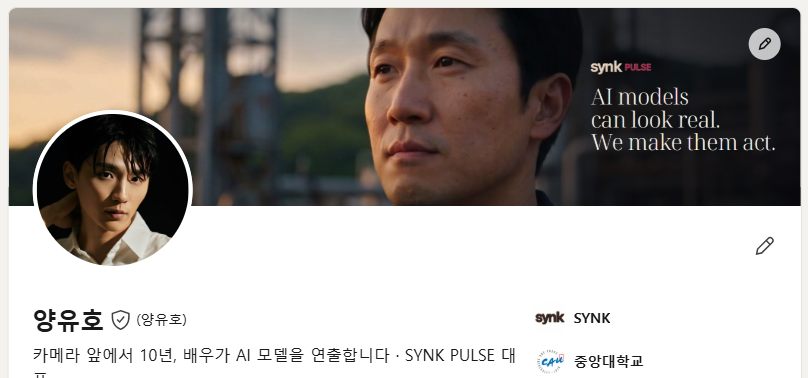 synk PULSE
AI models
can look real.
We make them act.
양유호 (양유호)
카메라 앞에서 10년, 배우가 AI 모델을 연출합니다 · SYNK PULSE 대
synk SYNK
CAU 중앙대학교